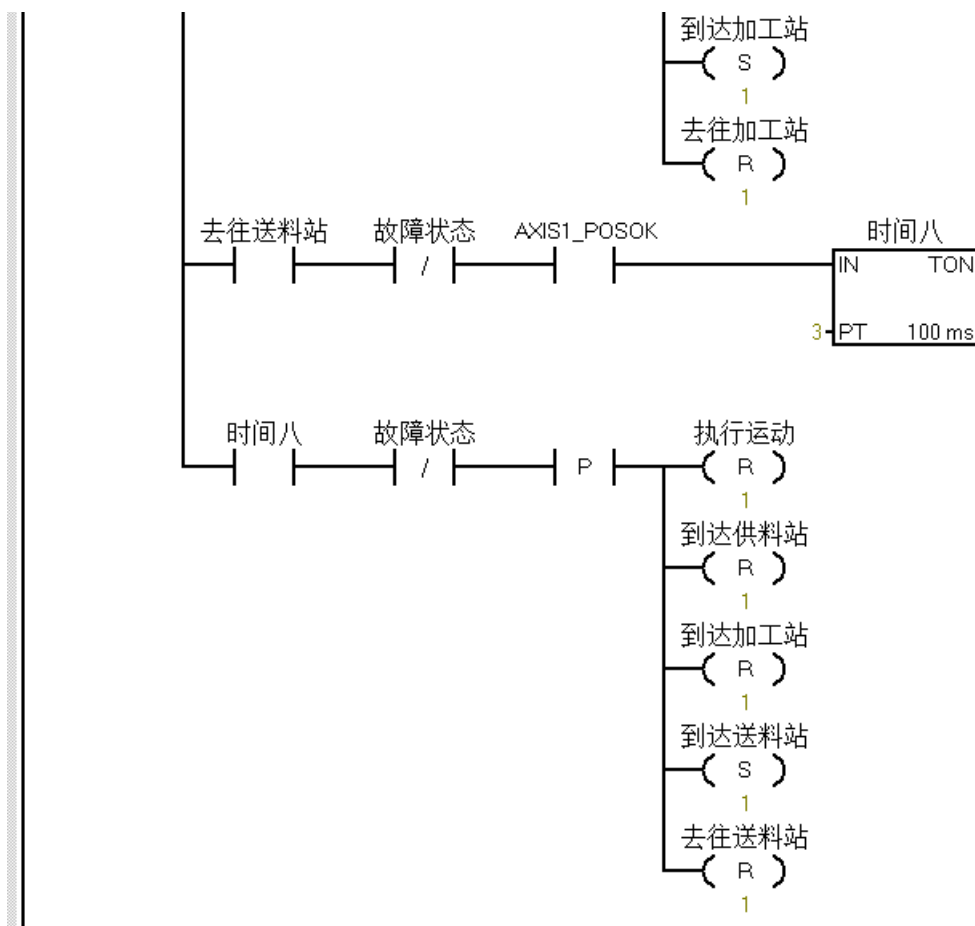 到达加工站
S
1
去往加工站
R
1
去往送料站 故障状态 AXIS1_POSOK 时间八
/ IN TON
3 PT 100 ms
时间八 故障状态 执行运动
/ P R
1
到达供料站
R
1
到达加工站
R
1
到达送料站
S
1
去往送料站
R
1